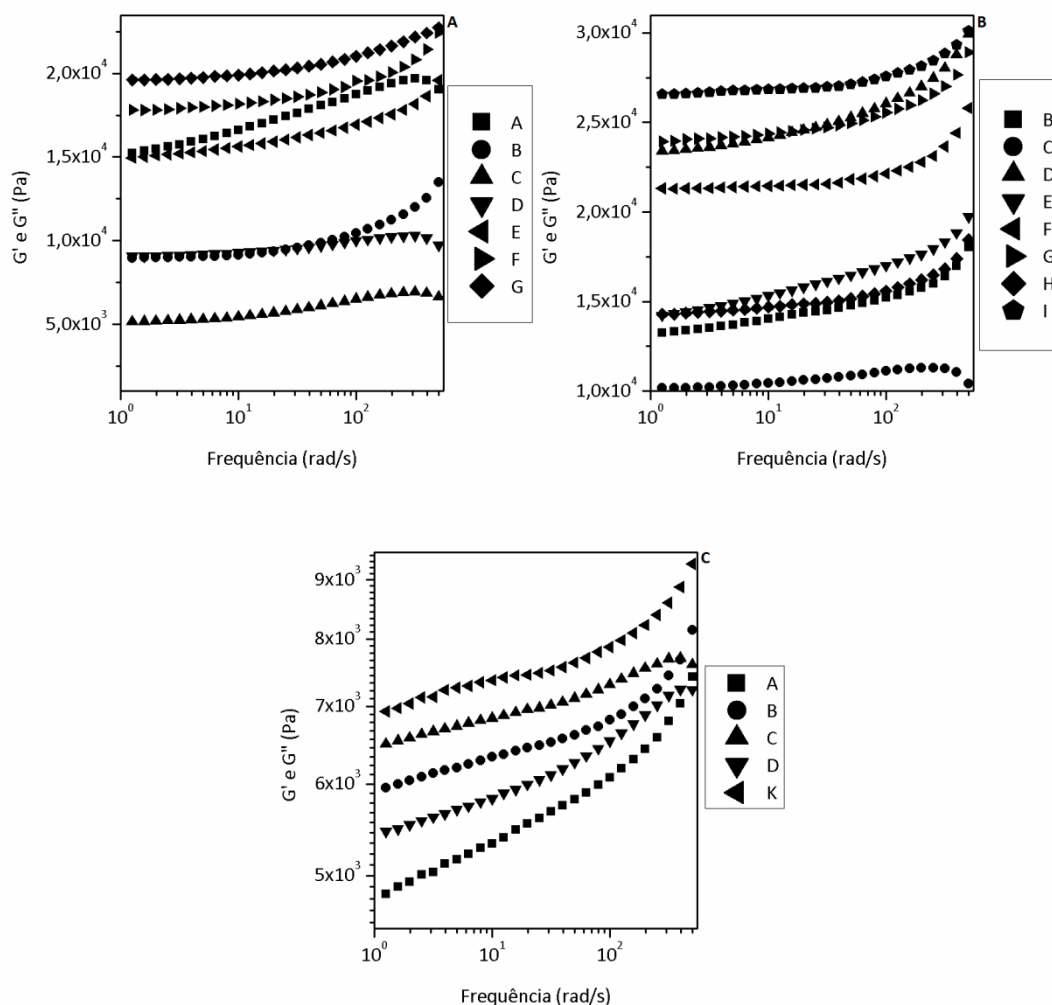 A
G' e G" (Pa)
2,0x10⁴
1,5x10⁴
1,0x10⁴
5,0x10³
10⁰ 10¹ 10²
Frequência (rad/s)
A
B
C
D
E
F
G
B
G' e G" (Pa)
3,0x10⁴
2,5x10⁴
2,0x10⁴
1,5x10⁴
1,0x10⁴
10⁰ 10¹ 10²
Frequência (rad/s)
B
C
D
E
F
G
H
I
C
G' e G" (Pa)
9x10³
8x10³
7x10³
6x10³
5x10³
10⁰ 10¹ 10²
Frequência (rad/s)
A
B
C
D
K